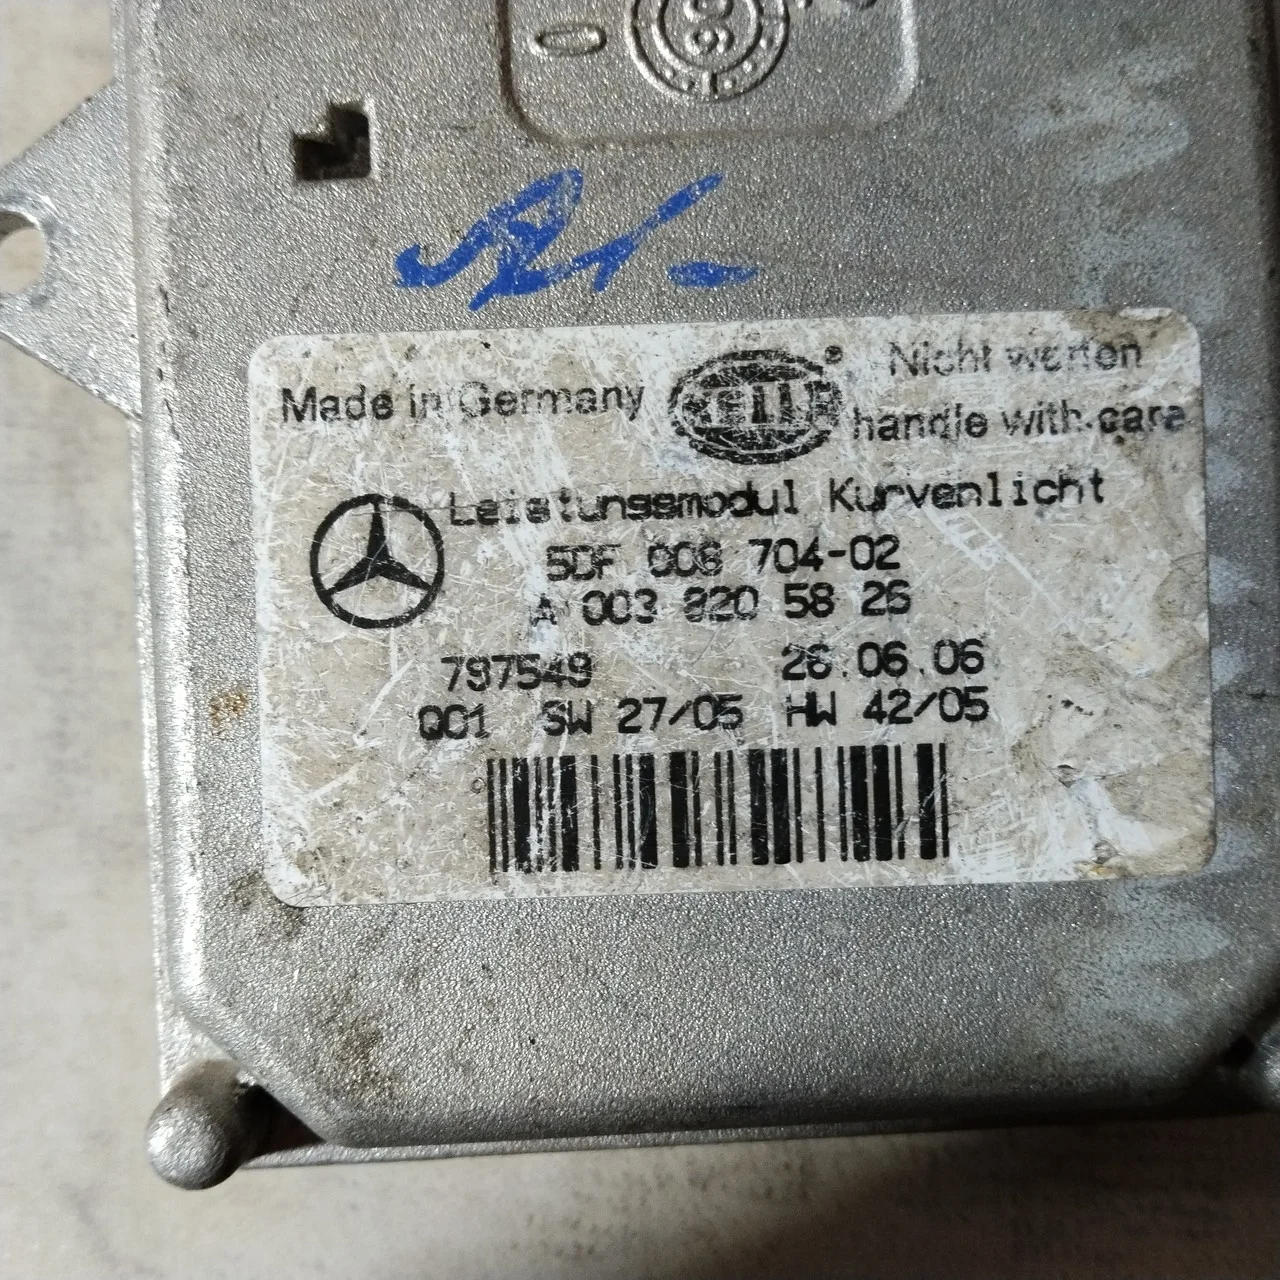 Made in Germany
HELLA
®
Nicht werfen
handle with care
Leistungsmodul Kurvenlicht
5DF 008 704-02
A 003 820 58 26
797549 26.06.06
Q01 SW 27/05 HW 42/05